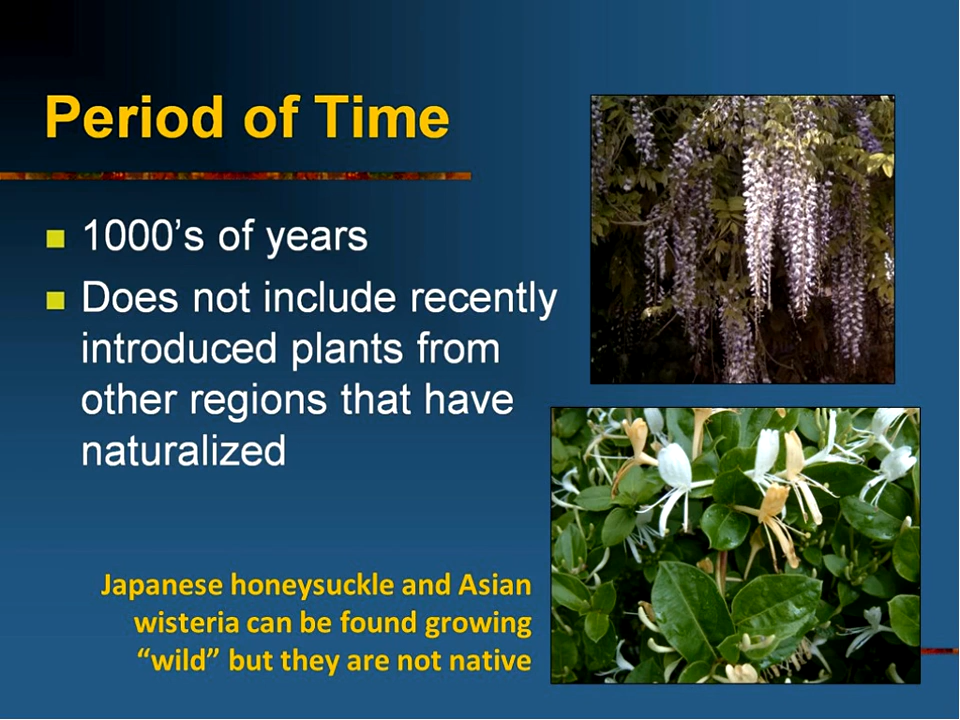 Period of Time
1000’s of years
Does not include recently
introduced plants from
other regions that have
naturalized
Japanese honeysuckle and Asian
wisteria can be found growing
“wild” but they are not native